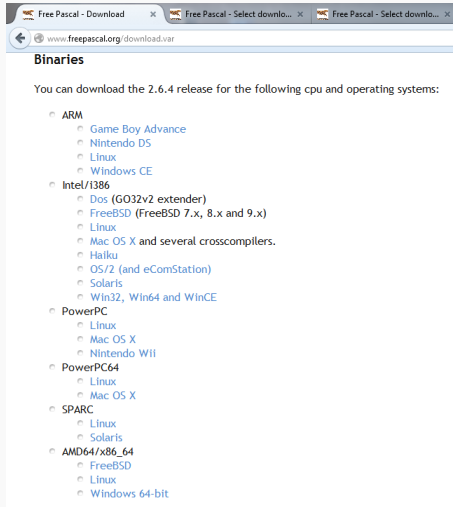 Free Pascal - Download
Free Pascal - Select downlo...
Free Pascal - Select downlo...
www.freepascal.org/download.var
Binaries
You can download the 2.6.4 release for the following cpu and operating systems:
ARM
Game Boy Advance
Nintendo DS
Linux
Windows CE
Intel/i386
Dos (GO32v2 extender)
FreeBSD (FreeBSD 7.x, 8.x and 9.x)
Linux
Mac OS X and several crosscompilers.
Haiku
OS/2 (and eComStation)
Solaris
Win32, Win64 and WinCE
PowerPC
Linux
Mac OS X
Nintendo Wii
PowerPC64
Linux
Mac OS X
SPARC
Linux
Solaris
AMD64/x86_64
FreeBSD
Linux
Windows 64-bit